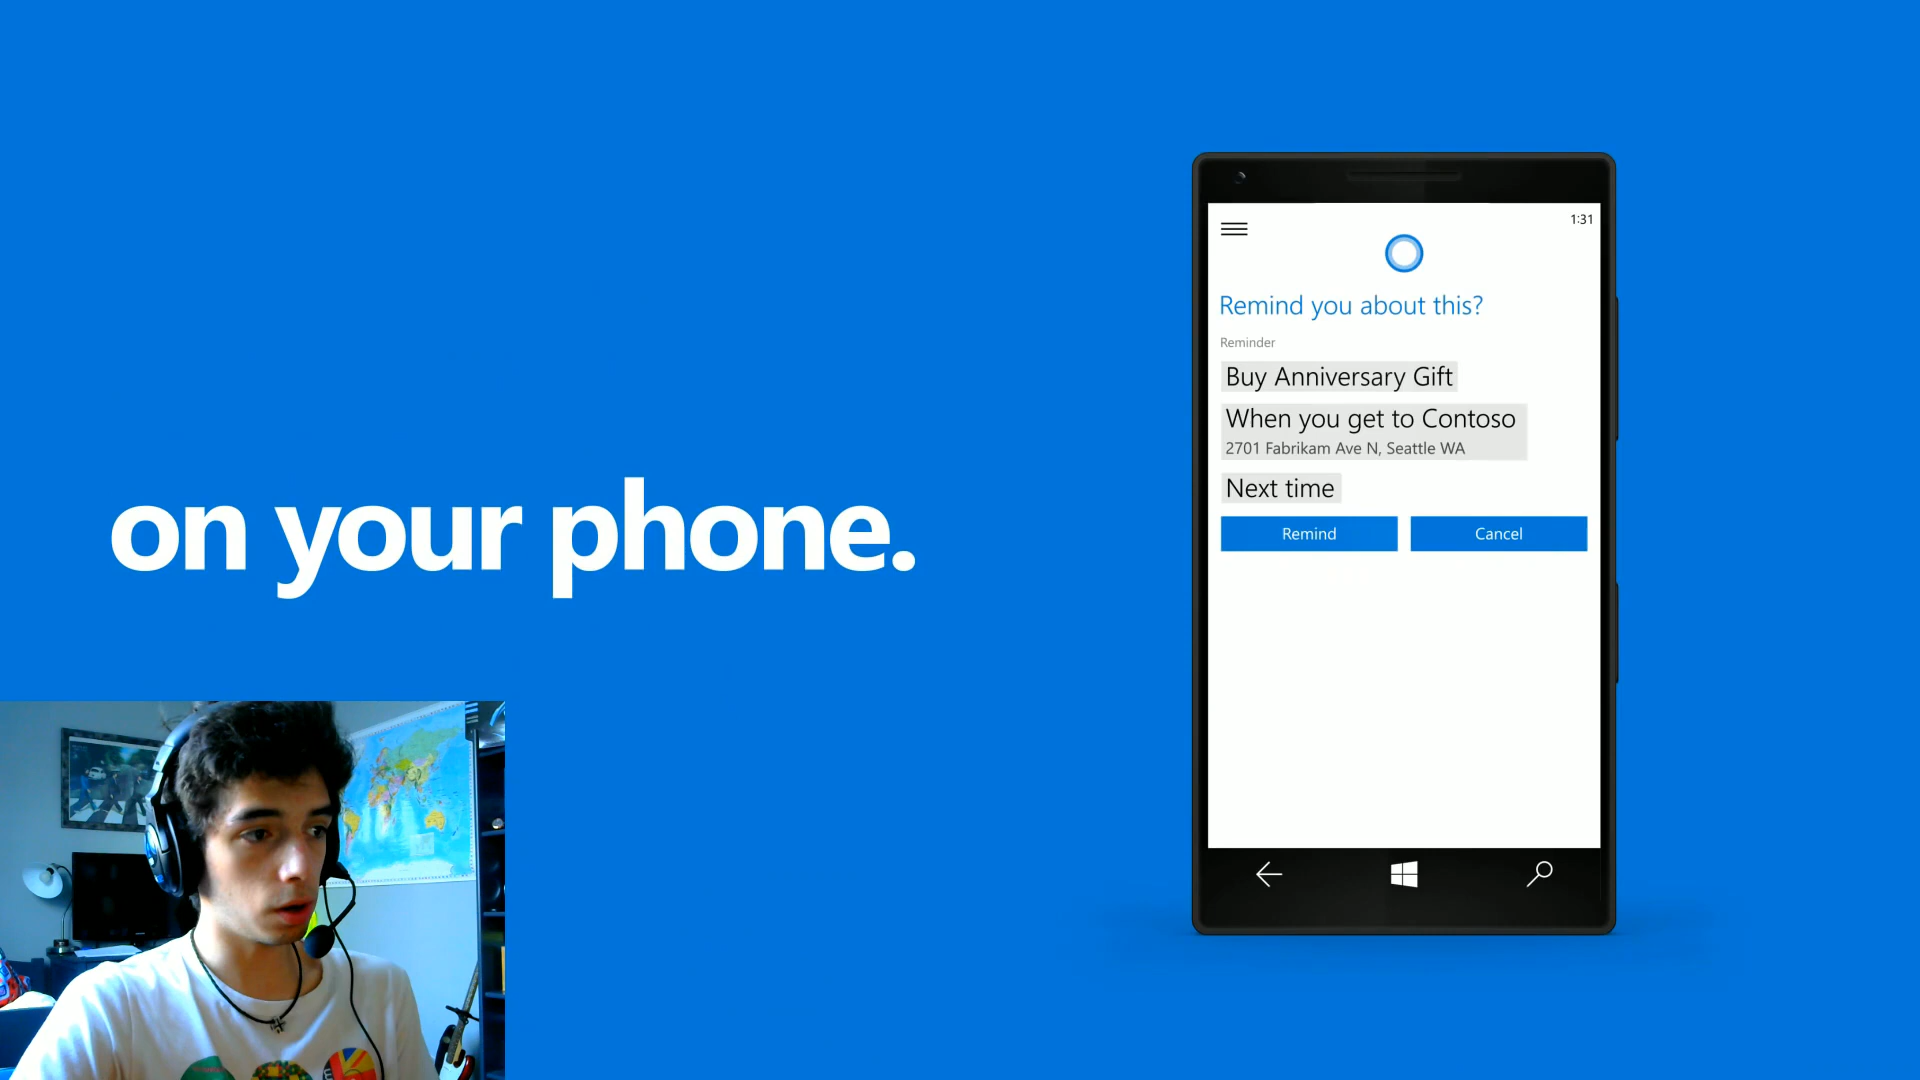 on your phone.
1:31
Remind you about this?
Reminder
Buy Anniversary Gift
When you get to Contoso
2701 Fabrikam Ave N, Seattle WA
Next time
Remind
Cancel